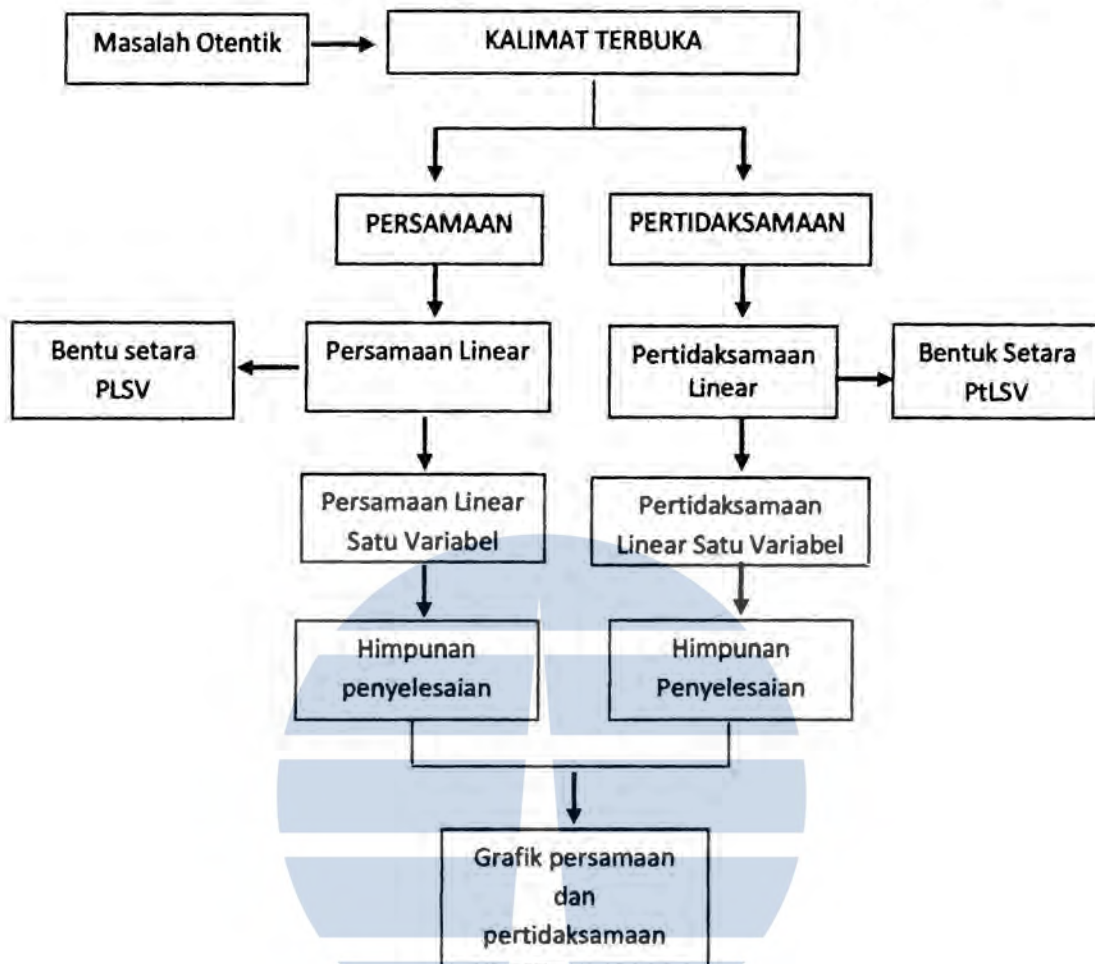 Masalah Otentik
KALIMAT TERBUKA
PERSAMAAN
PERTIDAKSAMAAN
Bentu setara
PLSV
Persamaan Linear
Pertidaksamaan
Linear
Bentuk Setara
PtLSV
Persamaan Linear
Satu Variabel
Pertidaksamaan
Linear Satu Variabel
Himpunan
penyelesaian
Himpunan
Penyelesaian
Grafik persamaan
dan
pertidaksamaan